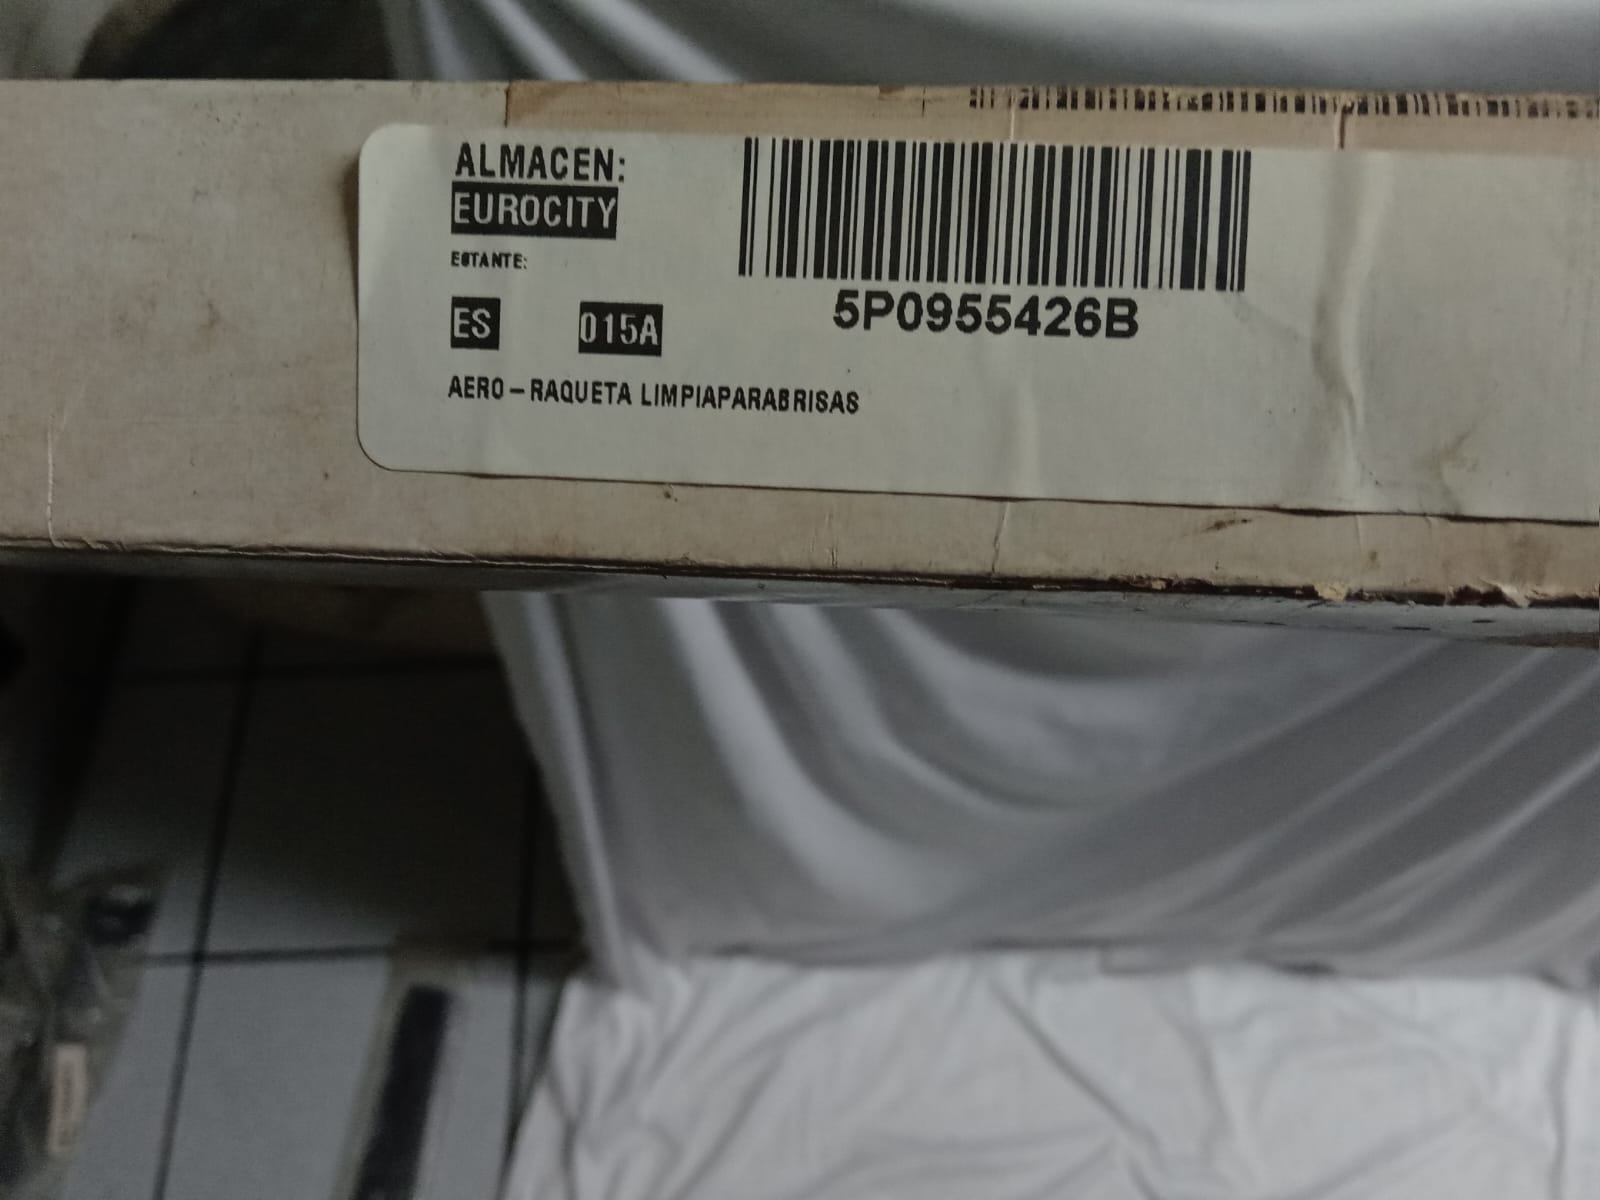 ALMACEN:
EUROCITY
ESTANTE:
ES 015A
5P0955426B
AERO-RAQUETA LIMPIAPARABRISAS